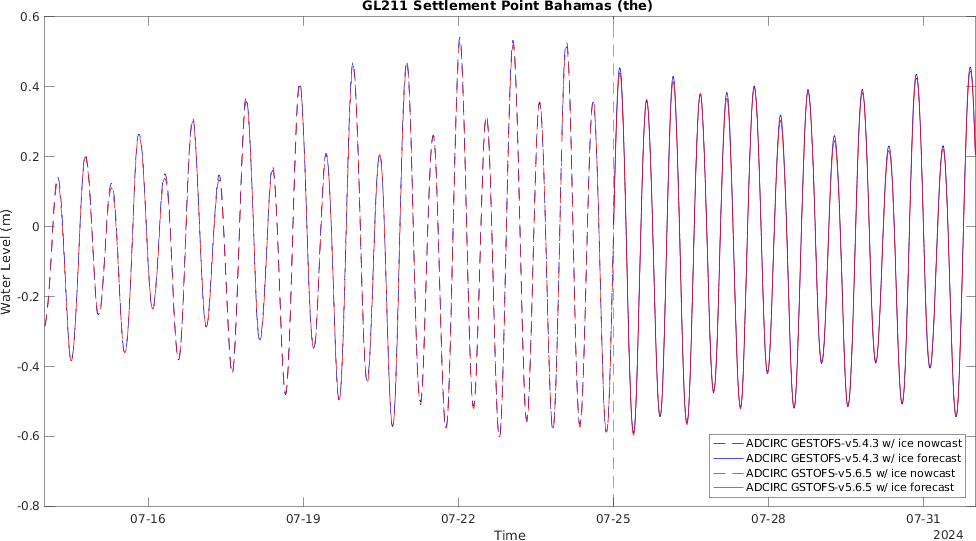 GL211 Settlement Point Bahamas (the)
0.6
0.4
0.2
0
-0.2
-0.4
-0.6
-0.8
Water Level (m)
ADCIRC GESTOFS-v5.4.3 w/ ice nowcast
ADCIRC GESTOFS-v5.4.3 w/ ice forecast
ADCIRC GSTOFS-v5.6.5 w/ ice nowcast
ADCIRC GSTOFS-v5.6.5 w/ ice forecast
07-16 07-19 07-22 07-25 07-28 07-31
Time
2024